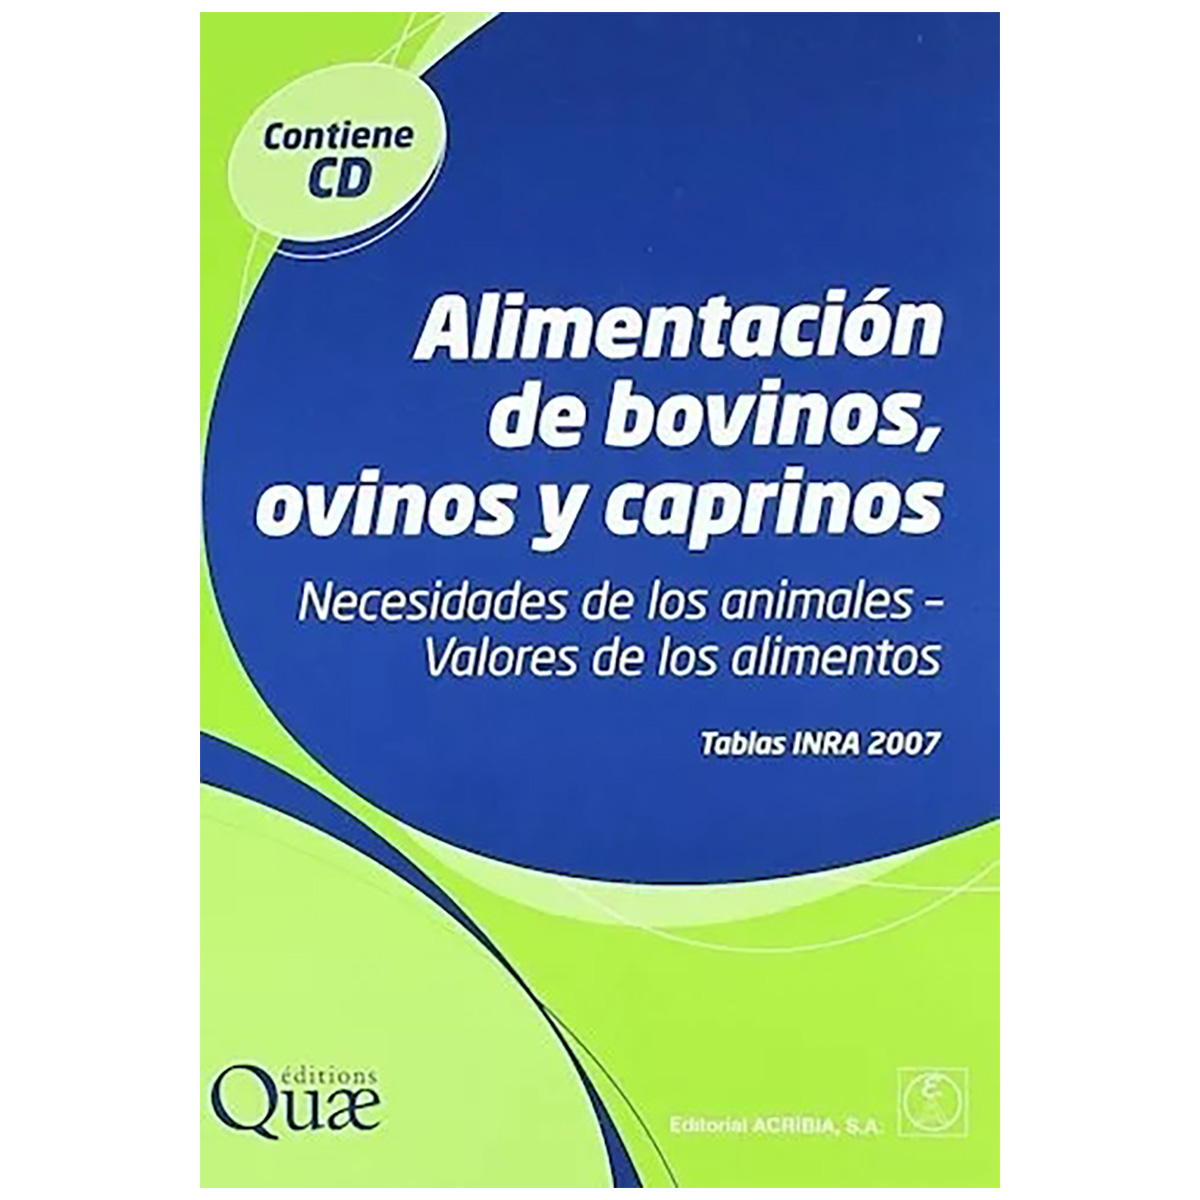 Contiene
CD
Alimentación
de bovinos,
ovinos y caprinos
Necesidades de los animales –
Valores de los alimentos
Tablas INRA 2007
éditions
Quæ
Editorial ACRIBIA, S.A.